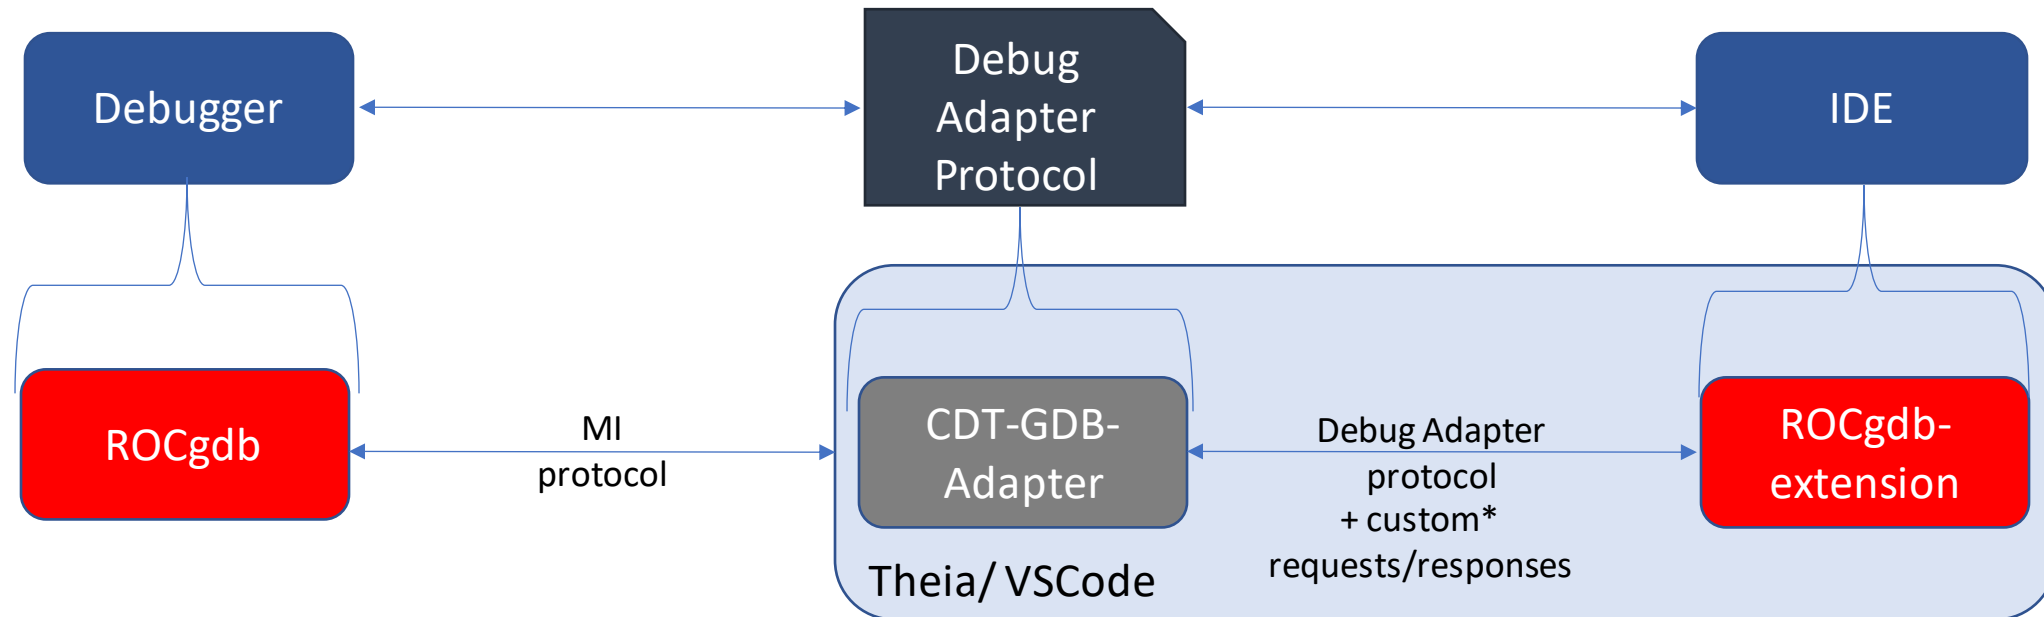 Debugger
Debug
Adapter
Protocol
IDE
ROCgdb
MI
protocol
CDT-GDB-
Adapter
Debug Adapter
protocol
+ custom*
requests/responses
ROCgdb-
extension
Theia/ VSCode